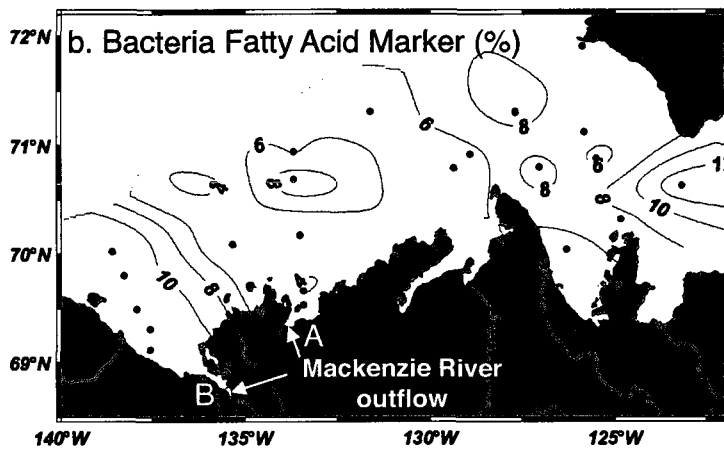 72°N
b. Bacteria Fatty Acid Marker (%)
6
8
71°N
6
6
8
8
8
10
70°N
10
8
A
69°N
Mackenzie River
B
outflow
140°W
135°W
130°W
125°W